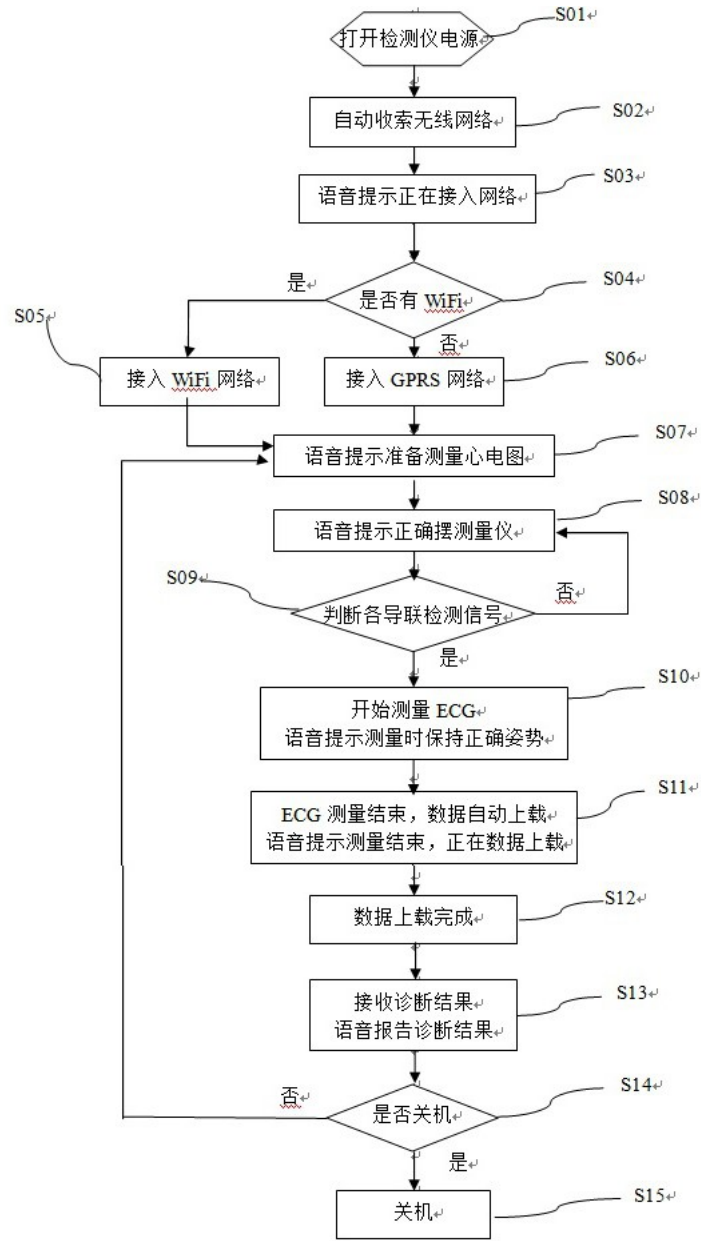 打开检测仪电源
S01
自动收索无线网络
S02
语音提示正在接入网络
S03
是否有 WiFi
S04
是
否
S05
接入 WiFi 网络
接入 GPRS 网络
S06
语音提示准备测量心电图
S07
语音提示正确摆测量仪
S08
S09
判断各导联检测信号
否
是
开始测量 ECG
语音提示测量时保持正确姿势
S10
ECG 测量结束，数据自动上载
语音提示测量结束，正在数据上载
S11
数据上载完成
S12
接收诊断结果
语音报告诊断结果
S13
否
是否关机
S14
是
关机
S15